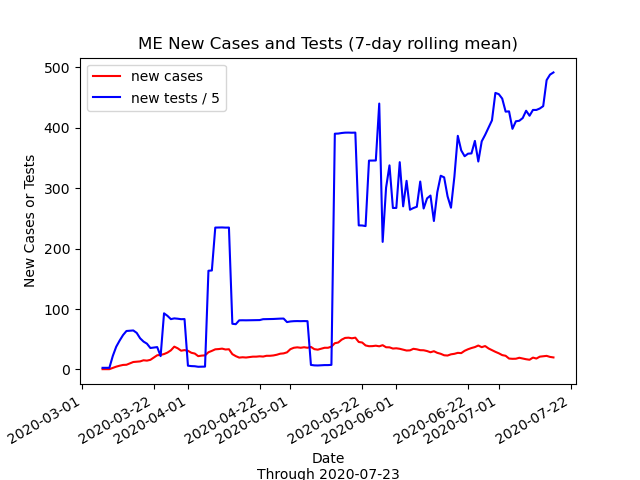 ME New Cases and Tests (7-day rolling mean)
new cases
new tests / 5
New Cases or Tests
500
400
300
200
100
0
2020-03-01
2020-03-22
2020-04-01
2020-04-22
2020-05-01
2020-05-22
2020-06-01
2020-06-22
2020-07-01
2020-07-22
Date
Through 2020-07-23